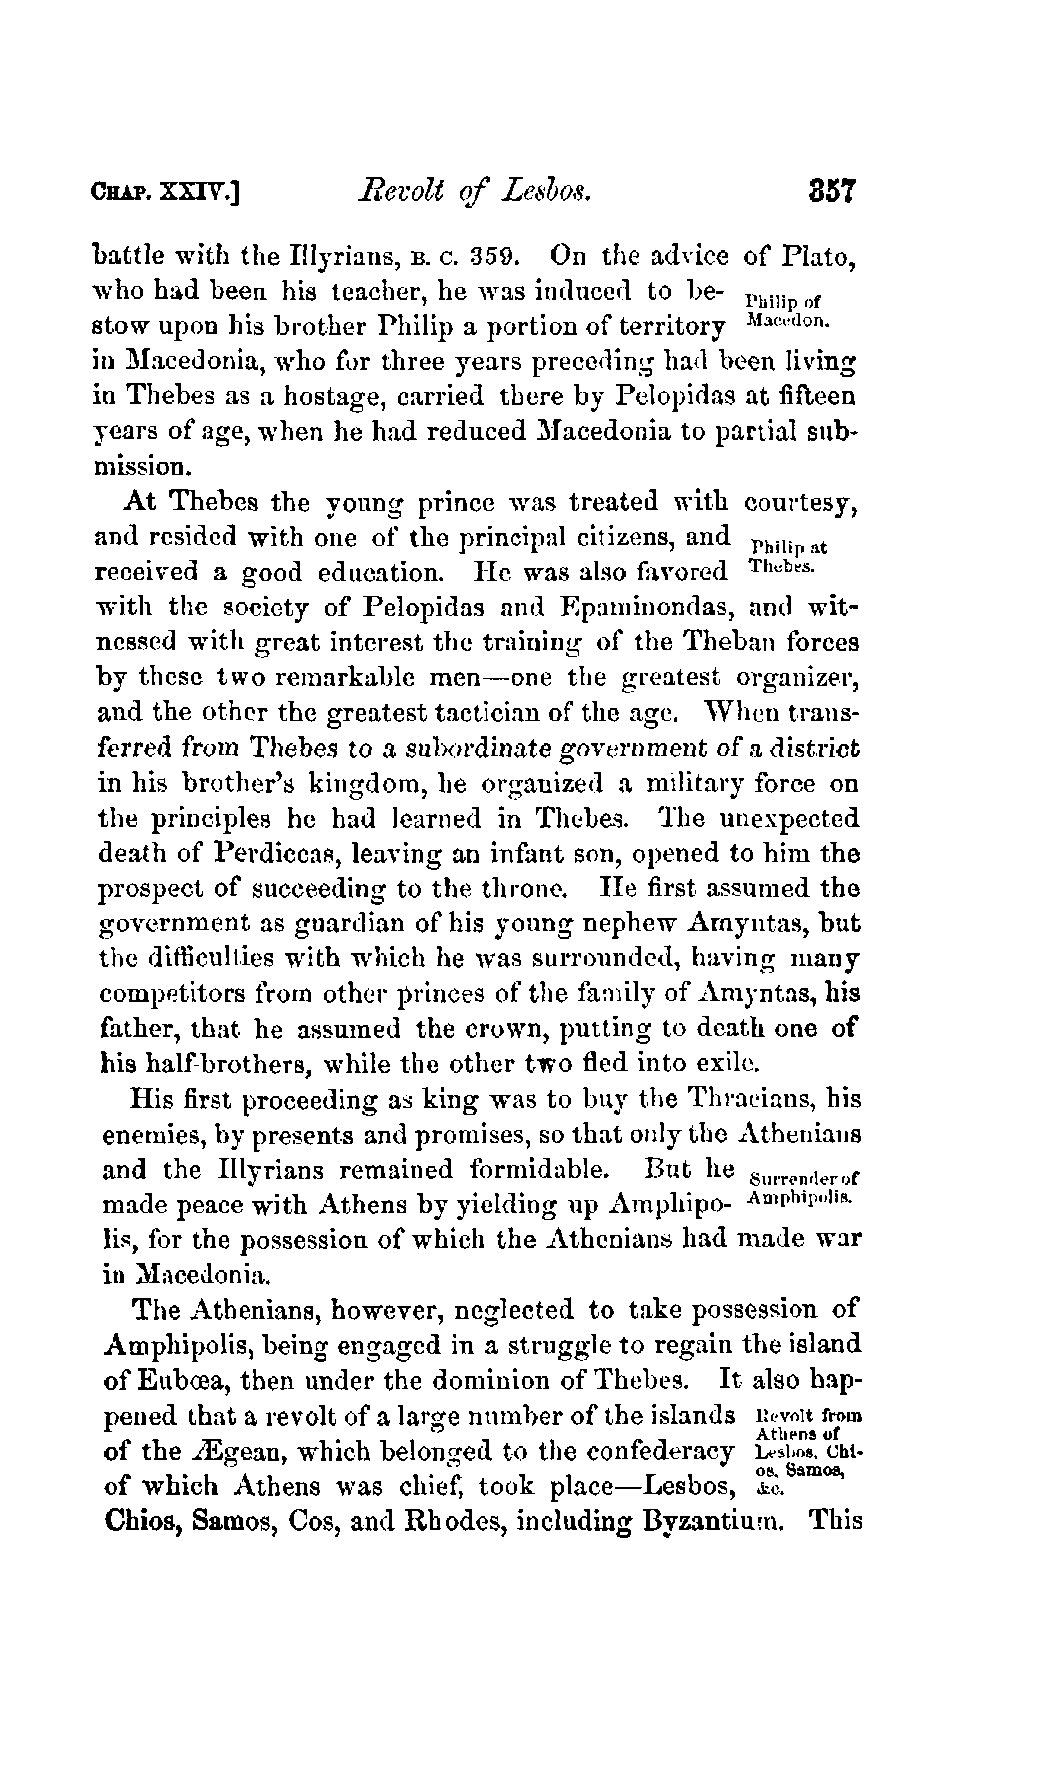 CHAP. XXIV.] Revolt of Lesbos. 357
battle with the Illyrians, B. C. 359. On the advice of Plato,
who had been his teacher, he was induced to be-
Philip of
stow upon his brother Philip a portion of territory
Macedon.
in Macedonia, who for three years preceding had been living
in Thebes as a hostage, carried there by Pelopidas at fifteen
years of age, when he had reduced Macedonia to partial sub-
mission.
At Thebes the young prince was treated with courtesy,
and resided with one of the principal citizens, and
Philip at
received a good education. He was also favored
Thebes.
with the society of Pelopidas and Epaminondas, and wit-
nessed with great interest the training of the Theban forces
by these two remarkable men—one the greatest organizer,
and the other the greatest tactician of the age. When trans-
ferred from Thebes to a subordinate government of a district
in his brother's kingdom, he organized a military force on
the principles he had learned in Thebes. The unexpected
death of Perdiccas, leaving an infant son, opened to him the
prospect of succeeding to the throne. He first assumed the
government as guardian of his young nephew Amyntas, but
the difficulties with which he was surrounded, having many
competitors from other princes of the family of Amyntas, his
father, that he assumed the crown, putting to death one of
his half-brothers, while the other two fled into exile.
His first proceeding as king was to buy the Thracians, his
enemies, by presents and promises, so that only the Athenians
and the Illyrians remained formidable. But he
Surrender of
made peace with Athens by yielding up Amphipo-
Amphipolis.
lis, for the possession of which the Athenians had made war
in Macedonia.
The Athenians, however, neglected to take possession of
Amphipolis, being engaged in a struggle to regain the island
of Eubœa, then under the dominion of Thebes. It also hap-
pened that a revolt of a large number of the islands
Revolt from
Athens of
of the Ægean, which belonged to the confederacy
Lesbos, Chi-
os, Samos,
of which Athens was chief, took place—Lesbos,
&c.
Chios, Samos, Cos, and Rhodes, including Byzantium. This